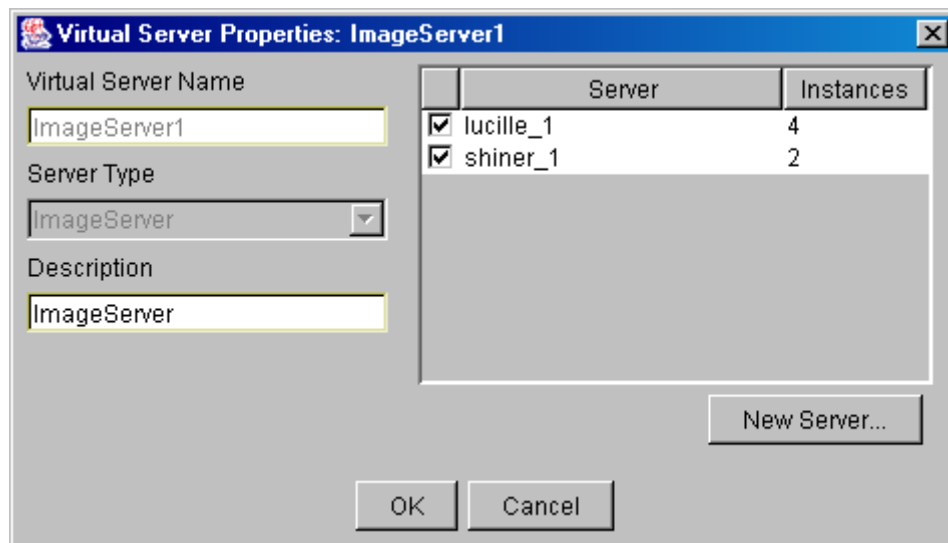 Virtual Server Properties: ImageServer1
Virtual Server Name
ImageServer1
Server Type
ImageServer
Description
ImageServer
Server Instances
lucille_1 4
shiner_1 2
New Server...
OK Cancel